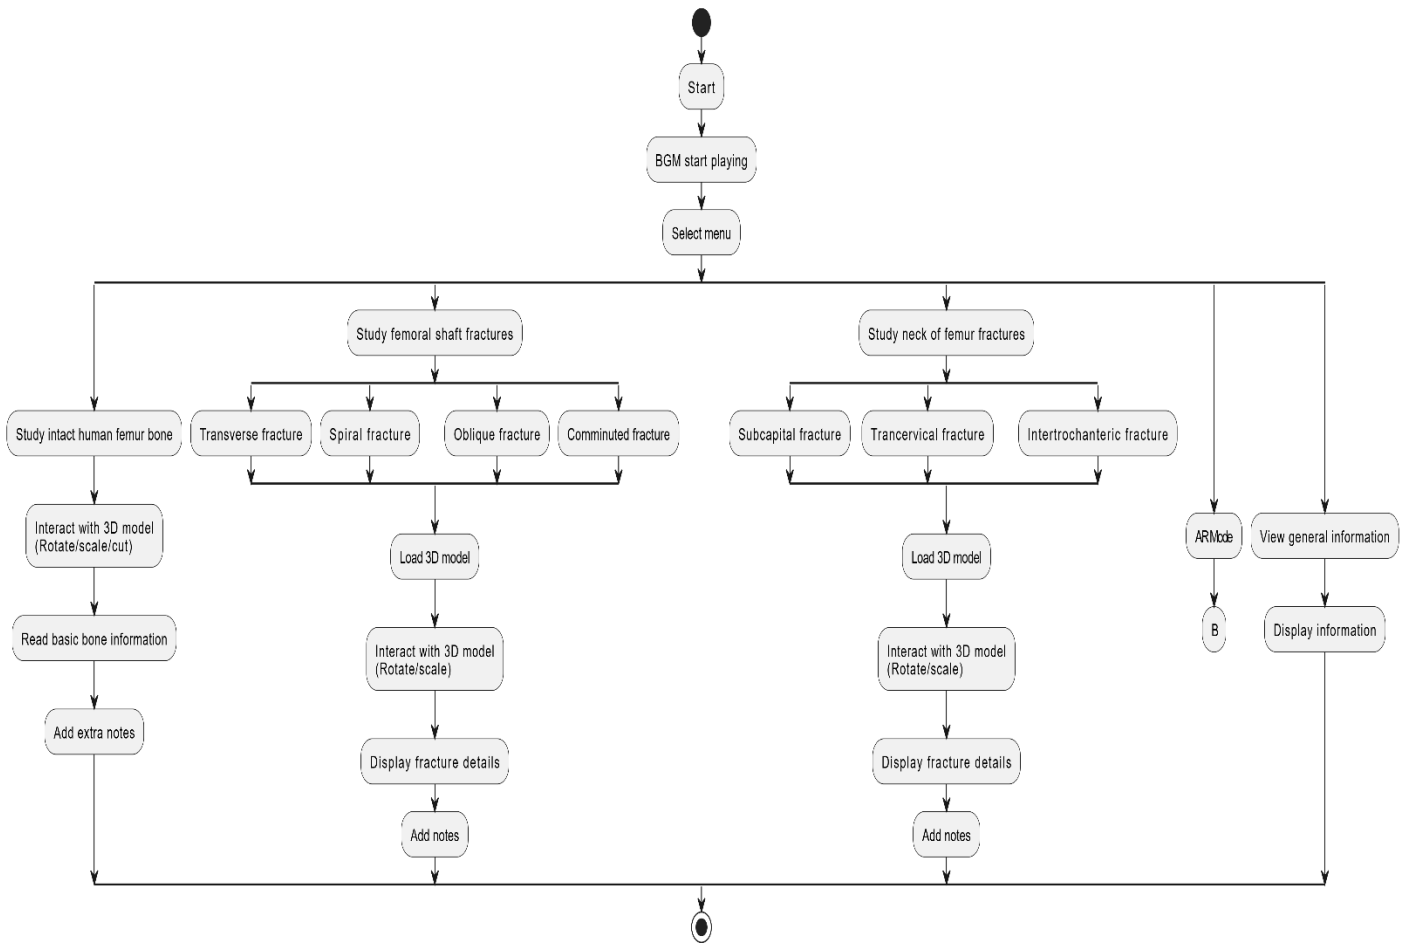 Start
BGM start playing
Select menu
Study femoral shaft fractures
Study neck of femur fractures
Study intact human femur bone
Transverse fracture
Spiral fracture
Oblique fracture
Comminuted fracture
Subcapital fracture
Trancervical fracture
Intertrochanteric fracture
Interact with 3D model
(Rotate/scale/cut)
Load 3D model
Load 3D model
ARMode
View general information
Read basic bone information
Interact with 3D model
(Rotate/scale)
Interact with 3D model
(Rotate/scale)
B
Display information
Add extra notes
Display fracture details
Display fracture details
Add notes
Add notes